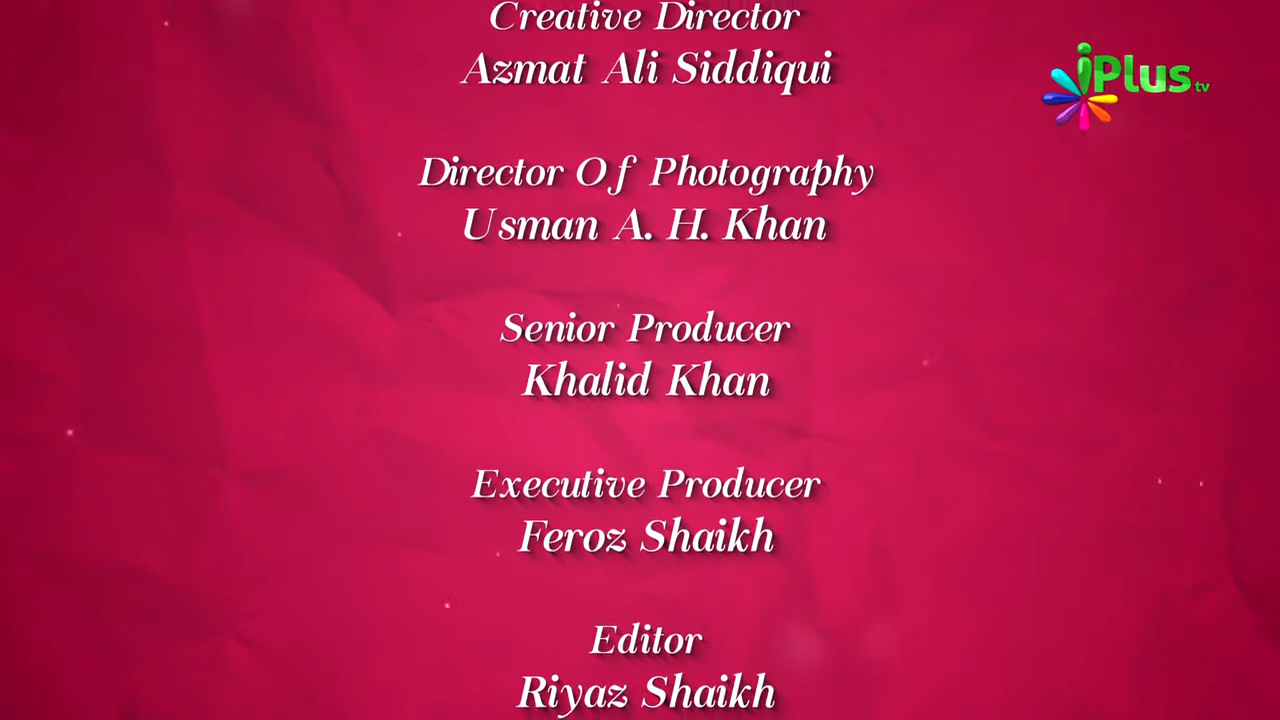 Creative Director
Azmat Ali Siddiqui
iPlus tv
Director Of Photography
Usman A. H. Khan
Senior Producer
Khalid Khan
Executive Producer
Feroz Shaikh
Editor
Riyaz Shaikh